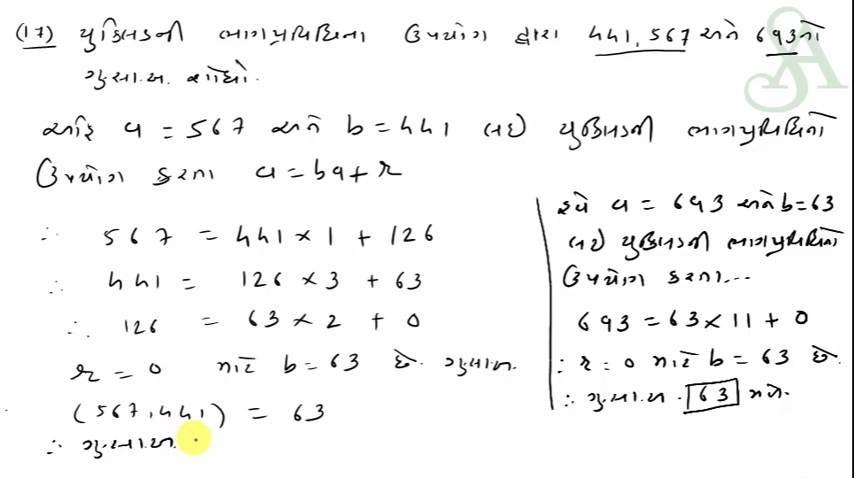 (17) યુક્લિડની ભાગપ્રવિધિના ઉપયોગ દ્વારા 441, 567 અને 693નો
ગુ.સા.અ. શોધો.
અહિં a = 567 અને b = 441 લઇ યુક્લિડની ભાગપ્રવિધિનો
ઉપયોગ કરતા a = bq + r
∴ 567 = 441 × 1 + 126
∴ 441 = 126 × 3 + 63
∴ 126 = 63 × 2 + 0
r = 0 માટે b = 63 છે. ગુ.સા.અ.
(567, 441) = 63
∴ ગુ.સા.અ.
હવે a = 693 અને b = 63
લઇ યુક્લિડની ભાગપ્રવિધિનો
ઉપયોગ કરતા...
693 = 63 × 11 + 0
∴ r = 0 માટે b = 63 છે.
∴ ગુ.સા.અ. 63 મળે.